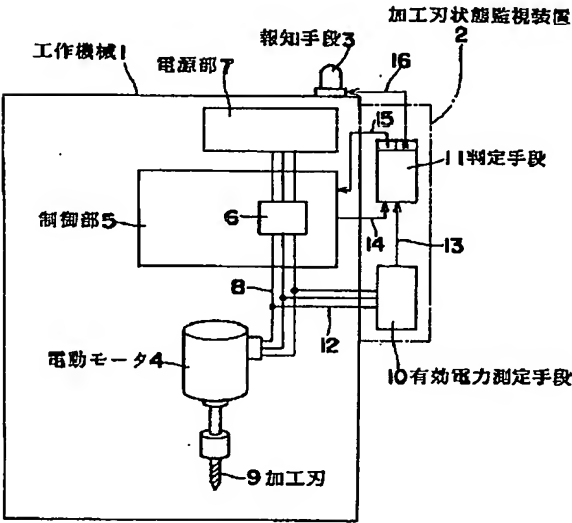 加工刃状態監視装置
2
報知手段3
工作機械1
電源部7
16
15
11判定手段
制御部5
6
14
13
8
12
電動モータ4
10有効電力測定手段
9加工刃